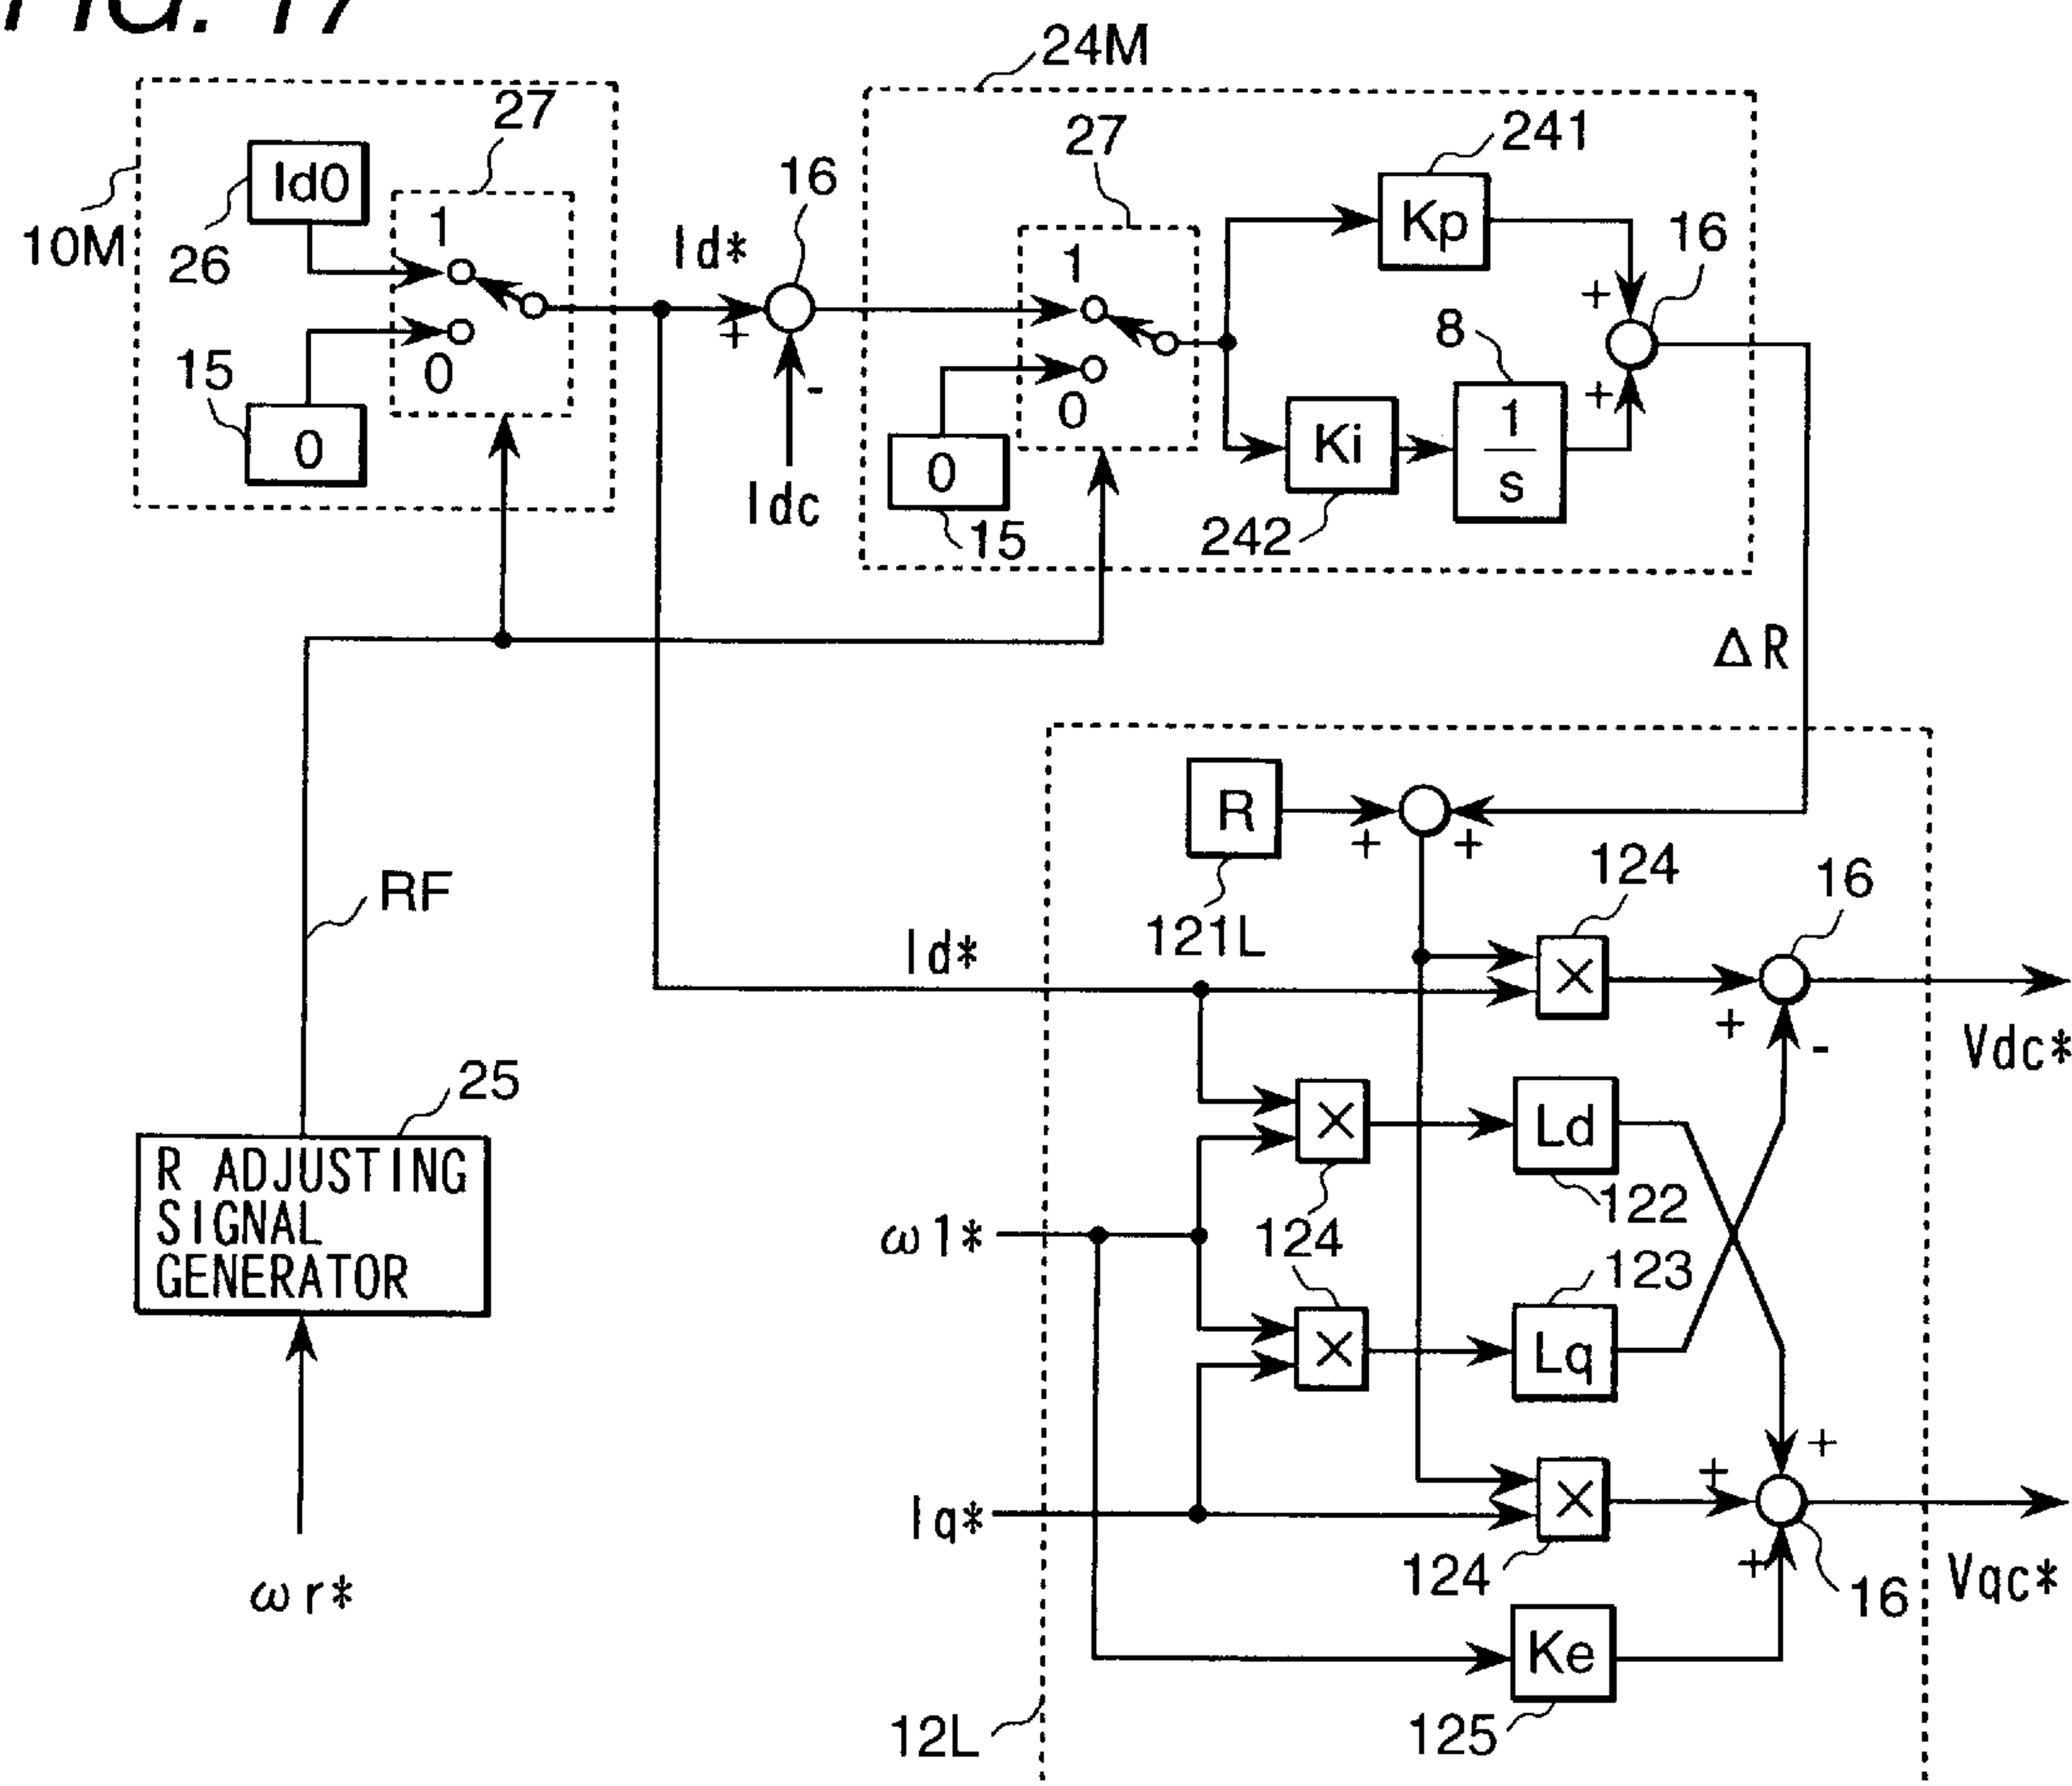 FIG. 17
24M
27
27
241
16
Id0
1
Kp
16
10M
26
Id*
1
+
8
15
0
+
0
+
0
-
0
Ki
1
s
Idc
15
242
ΔR
R
+
+
124
16
RF
121L
Id*
×
+
-
Vdc*
25
R ADJUSTING
SIGNAL
GENERATOR
×
Ld
122
ω1*
124
123
×
Lq
+
+
Iq*
×
124
+
16
Vqc*
ωr*
Ke
12L
125